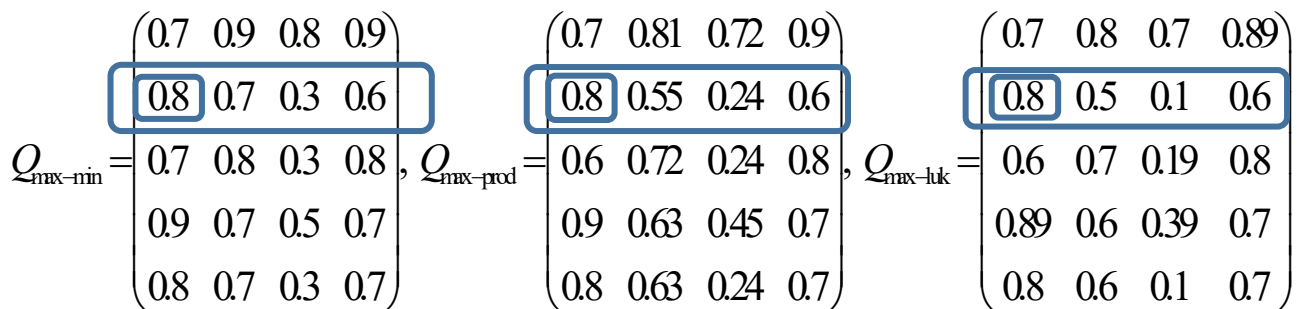 0.7 0.9 0.8 0.9 0.7 0.81 0.72 0.9 0.7 0.8 0.7 0.89
0.8 0.7 0.3 0.6 0.8 0.55 0.24 0.6 0.8 0.5 0.1 0.6
Qmax–min = 0.7 0.8 0.3 0.8 , Qmax–prod = 0.6 0.72 0.24 0.8 , Qmax–luk = 0.6 0.7 0.19 0.8
0.9 0.7 0.5 0.7 0.9 0.63 0.45 0.7 0.89 0.6 0.39 0.7
0.8 0.7 0.3 0.7 0.8 0.63 0.24 0.7 0.8 0.6 0.1 0.7